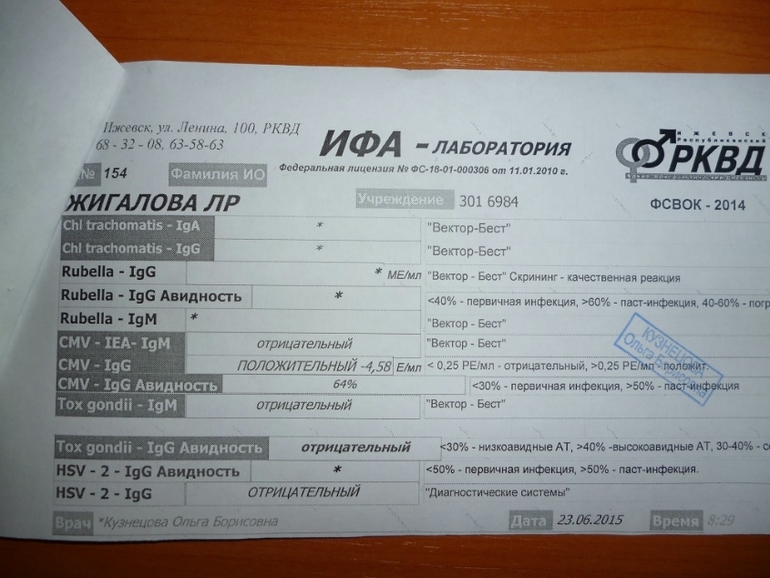 Ижевск, ул. Ленина, 100, РКВД
68 - 32 - 08, 63-58-63
ИФА - ЛАБОРАТОРИЯ
Федеральная лицензия № ФС-18-01-000306 от 11.01.2010 г.
ИЖЕВСК
Республиканский
РКВД
№ 154 Фамилия ИО
Учреждение 301 6984
ЖИГАЛОВА ЛР
ФСВОК - 2014
Chl trachomatis - IgA * "Вектор-Бест"
Chl trachomatis - IgG * "Вектор-Бест"
Rubella - IgG * МЕ/мл "Вектор - Бест" Скрининг - качественная реакция
Rubella - IgG Авидность * <40% - первичная инфекция, >60% - паст-инфекция, 40-60% - погр
Rubella - IgM * "Вектор - Бест"
CMV - IEA- IgM отрицательный "Вектор - Бест"
CMV - IgG ПОЛОЖИТЕЛЬНЫЙ -4,58 Е/мл < 0,25 РЕ/мл - отрицательный, >0,25 РЕ/мл - положит.
CMV - IgG Авидность 64% <30% - первичная инфекция, >50% - паст-инфекция
Tox gondii - IgM отрицательный "Вектор - Бест"
Tox gondii - IgG Авидность отрицательный <30% - низкоавидные АТ, >40% -высокоавидные АТ, 30-40% -
HSV - 2 - IgG Авидность * <50% - первичная инфекция, >50% - паст-инфекция.
HSV - 2 - IgG ОТРИЦАТЕЛЬНЫЙ "Диагностические системы"
КУЗНЕЦОВА
Ольга Борисовна
Врач *Кузнецова Ольга Борисовна Дата 23.06.2015 Время 8:29